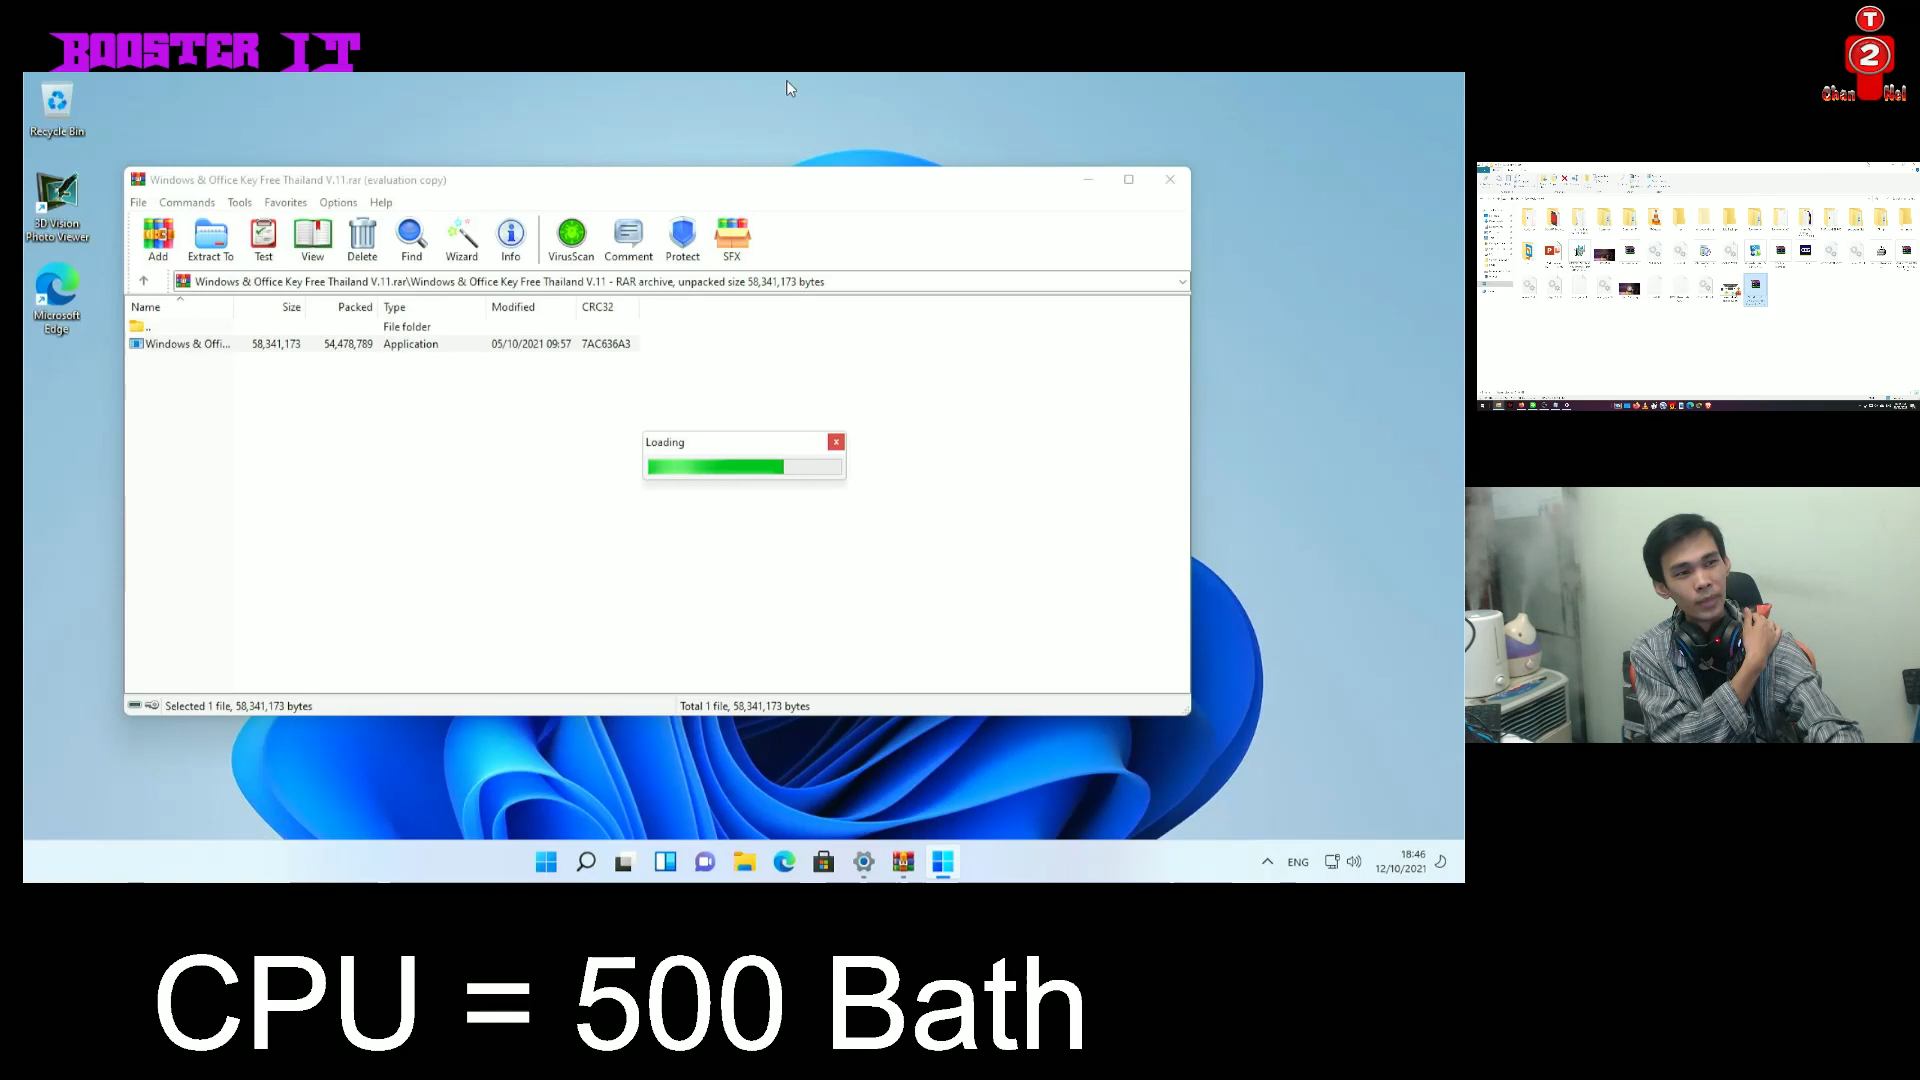 BOOSTER IT
T
2
Chan Nel
Recycle Bin
3D Vision
Photo Viewer
Microsoft
Edge
Windows & Office Key Free Thailand V.11.rar (evaluation copy)
File Commands Tools Favorites Options Help
Add Extract To Test View Delete Find Wizard Info VirusScan Comment Protect SFX
Windows & Office Key Free Thailand V.11.rar\Windows & Office Key Free Thailand V.11 - RAR archive, unpacked size 58,341,173 bytes
Name Size Packed Type Modified CRC32
.. File folder
Windows & Offi... 58,341,173 54,478,789 Application 05/10/2021 09:57 7AC636A3
Loading
Selected 1 file, 58,341,173 bytes Total 1 file, 58,341,173 bytes
ENG
18:46
12/10/2021
CPU = 500 Bath